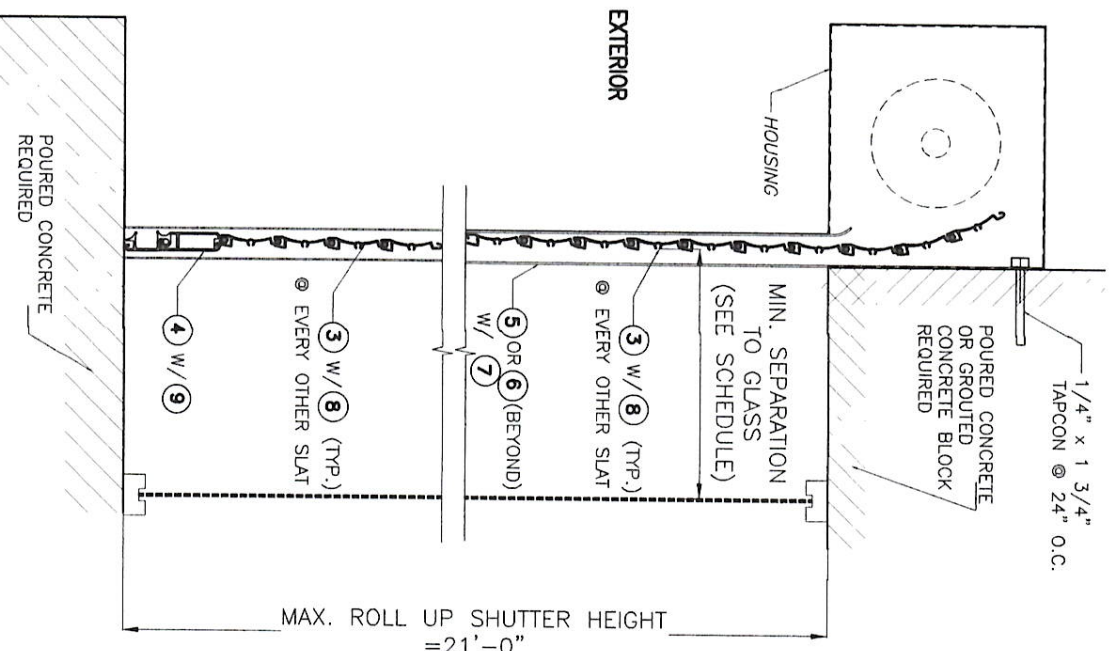 1/4" x 1 3/4"
TAPCON @ 24" O.C.
POURED CONCRETE
OR GROUTED
CONCRETE BLOCK
REQUIRED
HOUSING
EXTERIOR
MIN. SEPARATION
TO GLASS
(SEE SCHEDULE)
3 W/ 8 (TYP.)
@ EVERY OTHER SLAT
5 OR 6 (BEYOND)
W/ 7
3 W/ 8 (TYP.)
@ EVERY OTHER SLAT
4 W/ 9
POURED CONCRETE
REQUIRED
MAX. ROLL UP SHUTTER HEIGHT
=21'-0"